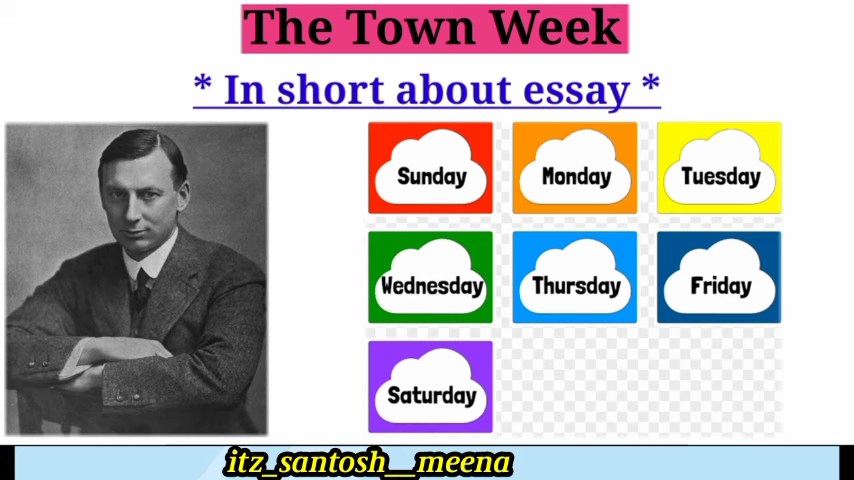 The Town Week
* In short about essay *
Sunday Monday Tuesday
Wednesday Thursday Friday
Saturday
itz_santosh__meena